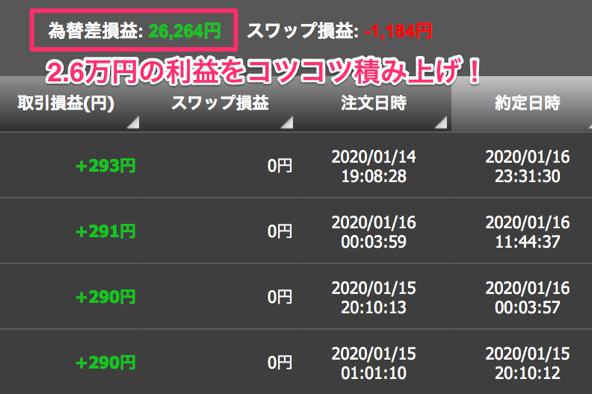 為替差損益: 26,264円 スワップ損益: -1,184円
2.6万円の利益をコツコツ積み上げ！
取引損益(円) スワップ損益 注文日時 約定日時
+293円 0円 2020/01/14 2020/01/16
19:08:28 23:31:30
+291円 0円 2020/01/16 2020/01/16
00:03:59 11:44:37
+290円 0円 2020/01/15 2020/01/16
20:10:13 00:03:57
+290円 0円 2020/01/15 2020/01/15
01:01:10 20:10:12